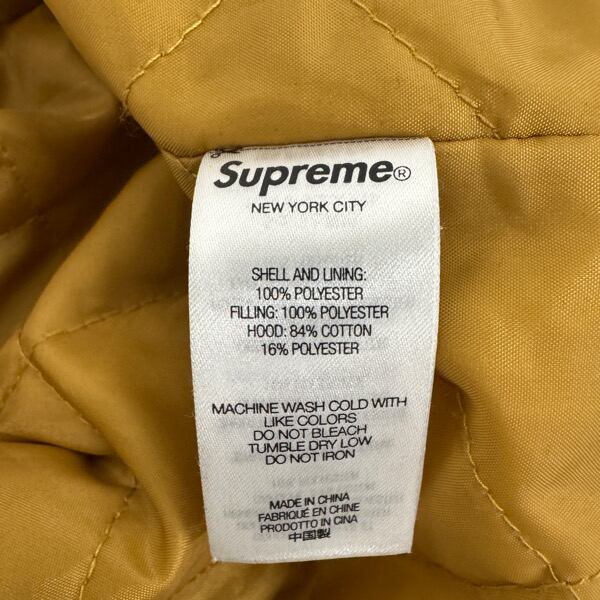 Supreme®
NEW YORK CITY
SHELL AND LINING:
100% POLYESTER
FILLING: 100% POLYESTER
HOOD: 84% COTTON
16% POLYESTER
MACHINE WASH COLD WITH
LIKE COLORS
DO NOT BLEACH
TUMBLE DRY LOW
DO NOT IRON
MADE IN CHINA
FABRIQUÉ EN CHINE
PRODOTTO IN CINA
中国製